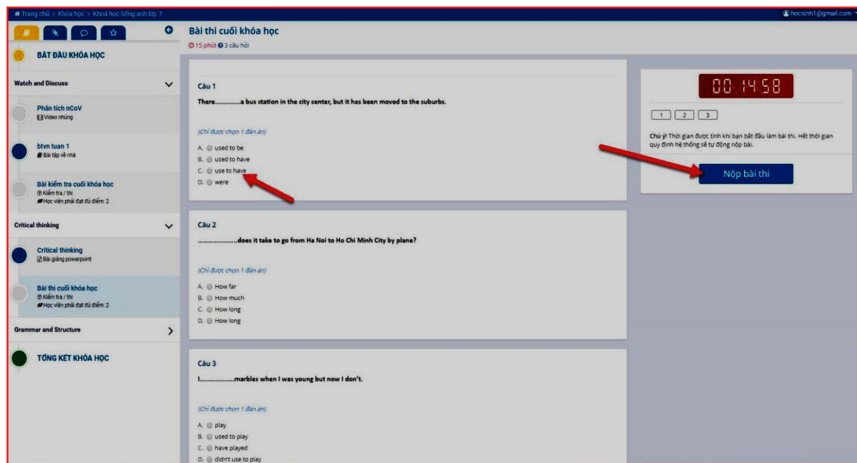 Trang chủ › Khóa học › Khoá học tiếng anh lớp 7
hocsinh1@gmail.com
BẮT ĐẦU KHÓA HỌC
Watch and Discuss
Phân tích nCoV
Video nhúng
btvn tuan 1
Bài tập về nhà
Bài kiểm tra cuối khóa học
Kiểm tra / thi
Học viên phải đạt đủ điểm: 2
Critical thinking
Critical thinking
Bài giảng powerpoint
Bài thi cuối khóa học
Kiểm tra / thi
Học viên phải đạt đủ điểm: 2
Grammar and Structure
TỔNG KẾT KHÓA HỌC
Bài thi cuối khóa học
15 phút 3 câu hỏi
Câu 1
There.............a bus station in the city center, but it has been moved to the suburbs.
(Chỉ được chọn 1 đán án)
A. used to be
B. used to have
C. use to have
D. were
Câu 2
...................does it taka to go from Ha Noi to Ho Chi Minh City by plane?
(Chỉ được chọn 1 đán án)
A. How far
B. How much
C. How long
D. How long
Câu 3
I.................marbles when I was young but now I don't.
(Chỉ được chọn 1 đán án)
A. play
B. used to play
C. have played
D. didn't use to play
00:14:58
1 2 3
Chú ý! Thời gian được tính khi bạn bắt đầu làm bài thi. Hết thời gian
quy định hệ thống sẽ tự động nộp bài.
Nộp bài thi